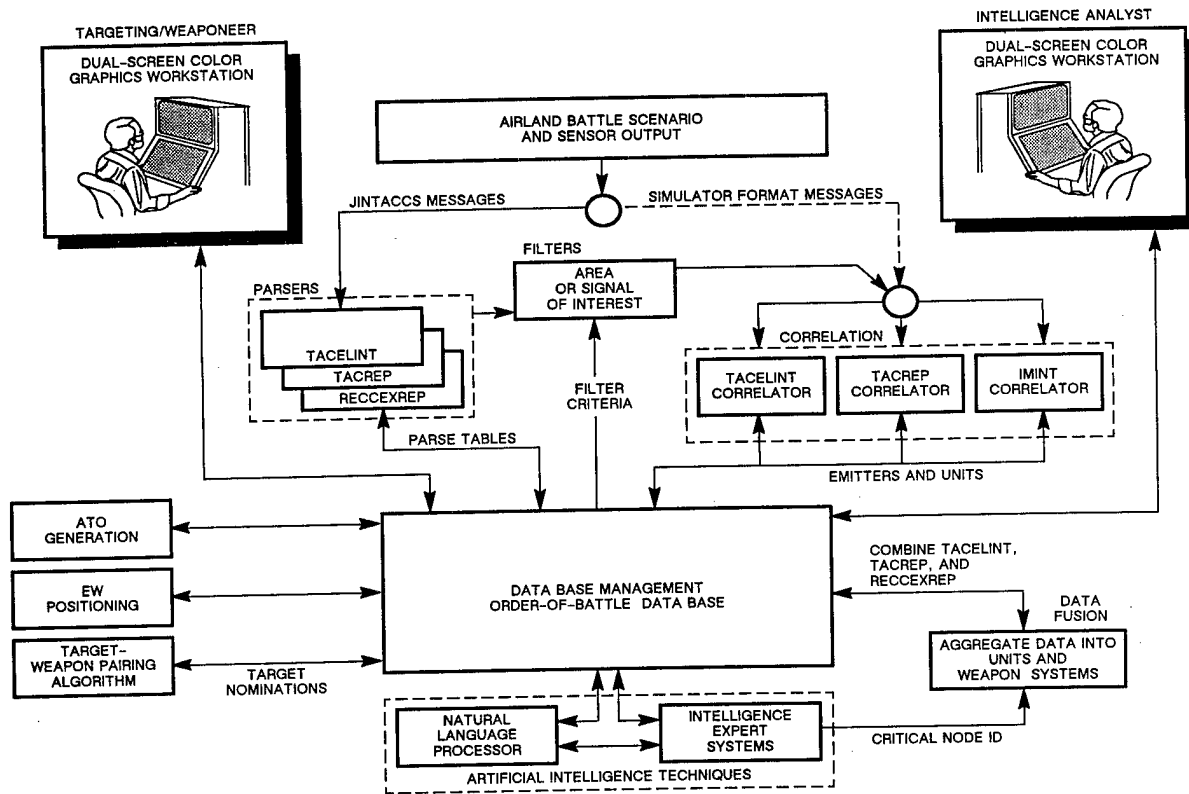 TARGETING/WEAPONEER
DUAL-SCREEN COLOR
GRAPHICS WORKSTATION
INTELLIGENCE ANALYST
DUAL-SCREEN COLOR
GRAPHICS WORKSTATION
AIRLAND BATTLE SCENARIO
AND SENSOR OUTPUT
JINTACCS MESSAGES
SIMULATOR FORMAT MESSAGES
FILTERS
AREA
OR SIGNAL
OF INTEREST
PARSERS
TACELINT
TACREP
RECCEXREP
CORRELATION
TACELINT
CORRELATOR
TACREP
CORRELATOR
IMINT
CORRELATOR
FILTER
CRITERIA
PARSE TABLES
EMITTERS AND UNITS
ATO
GENERATION
EW
POSITIONING
TARGET-
WEAPON PAIRING
ALGORITHM
TARGET
NOMINATIONS
DATA BASE MANAGEMENT
ORDER-OF-BATTLE DATA BASE
COMBINE TACELINT,
TACREP, AND
RECCEXREP
DATA
FUSION
AGGREGATE DATA INTO
UNITS AND
WEAPON SYSTEMS
NATURAL
LANGUAGE
PROCESSOR
INTELLIGENCE
EXPERT
SYSTEMS
CRITICAL NODE ID
ARTIFICIAL INTELLIGENCE TECHNIQUES